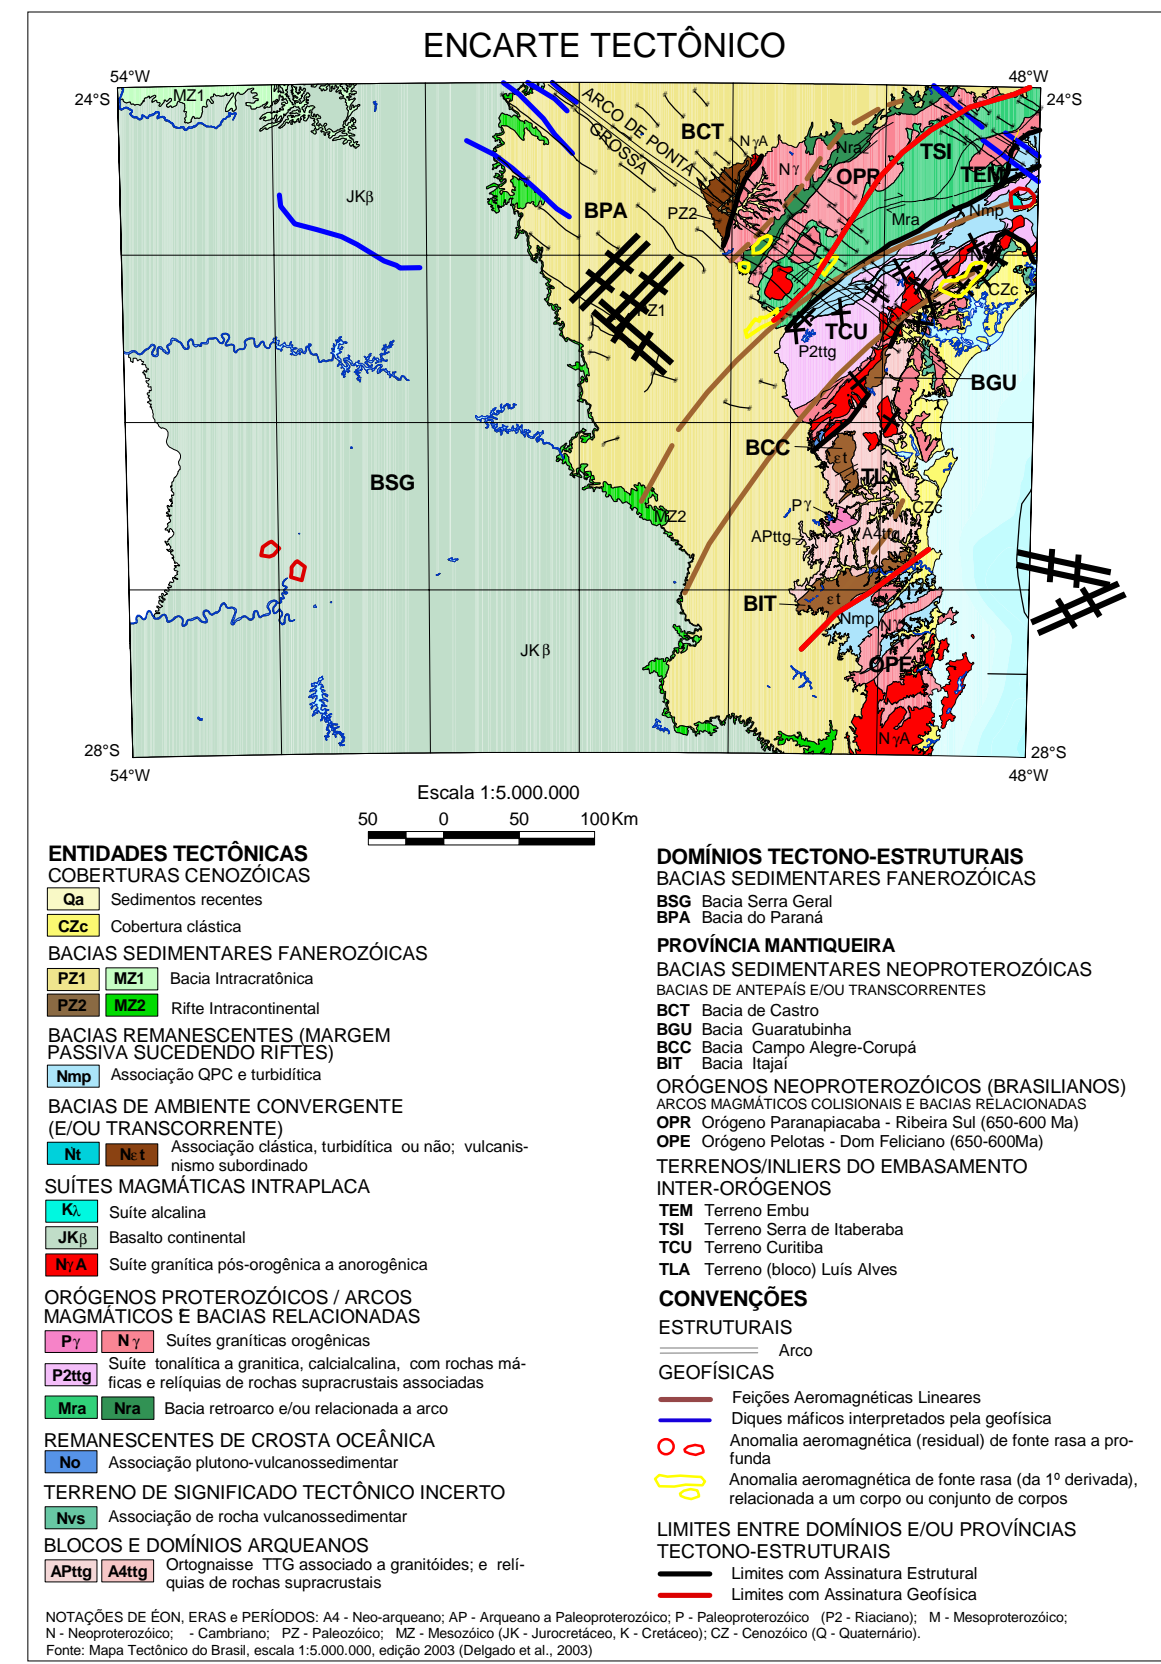 ENCARTE TECTÔNICO
54°W
48°W
24°S
24°S
MZ1
ARCO DE PONTA
GROSSA
BCT
NγA
Nγ
Nra
OPR
TSI
TEM
JKβ
BPA
PZ2
Mra
Nmp
CZc
PZ1
TCU
P2ttg
BGU
BCC
εt
TLA
BSG
Pγ
CZc
MZ2
APttg
A4ttg
BIT
εt
Nmp
Nγ
JKβ
OPE
NγA
28°S
28°S
54°W
48°W
Escala 1:5.000.000
50 0 50 100 Km
ENTIDADES TECTÔNICAS
COBERTURAS CENOZÓICAS
Qa Sedimentos recentes
CZc Cobertura clástica
BACIAS SEDIMENTARES FANEROZÓICAS
PZ1 MZ1 Bacia Intracratônica
PZ2 MZ2 Rifte Intracontinental
BACIAS REMANESCENTES (MARGEM
PASSIVA SUCEDENDO RIFTES)
Nmp Associação QPC e turbidítica
BACIAS DE AMBIENTE CONVERGENTE
(E/OU TRANSCORRENTE)
Nt Nεt Associação clástica, turbidítica ou não; vulcanis-
nismo subordinado
SUÍTES MAGMÁTICAS INTRAPLACA
Kλ Suíte alcalina
JKβ Basalto continental
NγA Suíte granítica pós-orogênica a anorogênica
ORÓGENOS PROTEROZÓICOS / ARCOS
MAGMÁTICOS E BACIAS RELACIONADAS
Pγ Nγ Suítes graníticas orogênicas
P2ttg Suíte tonalítica a granitica, calcialcalina, com rochas má-
ficas e relíquias de rochas supracrustais associadas
Mra Nra Bacia retroarco e/ou relacionada a arco
REMANESCENTES DE CROSTA OCEÂNICA
No Associação plutono-vulcanossedimentar
TERRENO DE SIGNIFICADO TECTÔNICO INCERTO
Nvs Associação de rocha vulcanossedimentar
BLOCOS E DOMÍNIOS ARQUEANOS
APttg A4ttg Ortognaisse TTG associado a granitóides; e relí-
quias de rochas supracrustais
DOMÍNIOS TECTONO-ESTRUTURAIS
BACIAS SEDIMENTARES FANEROZÓICAS
BSG Bacia Serra Geral
BPA Bacia do Paraná
PROVÍNCIA MANTIQUEIRA
BACIAS SEDIMENTARES NEOPROTEROZÓICAS
BACIAS DE ANTEPAÍS E/OU TRANSCORRENTES
BCT Bacia de Castro
BGU Bacia Guaratubinha
BCC Bacia Campo Alegre-Corupá
BIT Bacia Itajaí
ORÓGENOS NEOPROTEROZÓICOS (BRASILIANOS)
ARCOS MAGMÁTICOS COLISIONAIS E BACIAS RELACIONADAS
OPR Orógeno Paranapiacaba - Ribeira Sul (650-600 Ma)
OPE Orógeno Pelotas - Dom Feliciano (650-600Ma)
TERRENOS/INLIERS DO EMBASAMENTO
INTER-ORÓGENOS
TEM Terreno Embu
TSI Terreno Serra de Itaberaba
TCU Terreno Curitiba
TLA Terreno (bloco) Luís Alves
CONVENÇÕES
ESTRUTURAIS
Arco
GEOFÍSICAS
Feições Aeromagnéticas Lineares
Diques máficos interpretados pela geofísica
Anomalia aeromagnética (residual) de fonte rasa a pro-
funda
Anomalia aeromagnética de fonte rasa (da 1º derivada),
relacionada a um corpo ou conjunto de corpos
LIMITES ENTRE DOMÍNIOS E/OU PROVÍNCIAS
TECTONO-ESTRUTURAIS
Limites com Assinatura Estrutural
Limites com Assinatura Geofísica
NOTAÇÕES DE ÉON, ERAS e PERÍODOS: A4 - Neo-arqueano; AP - Arqueano a Paleoproterozóico; P - Paleoproterozóico (P2 - Riaciano); M - Mesoproterozóico;
N - Neoproterozóico; - Cambriano; PZ - Paleozóico; MZ - Mesozóico (JK - Jurocretáceo, K - Cretáceo); CZ - Cenozóico (Q - Quaternário).
Fonte: Mapa Tectônico do Brasil, escala 1:5.000.000, edição 2003 (Delgado et al., 2003)